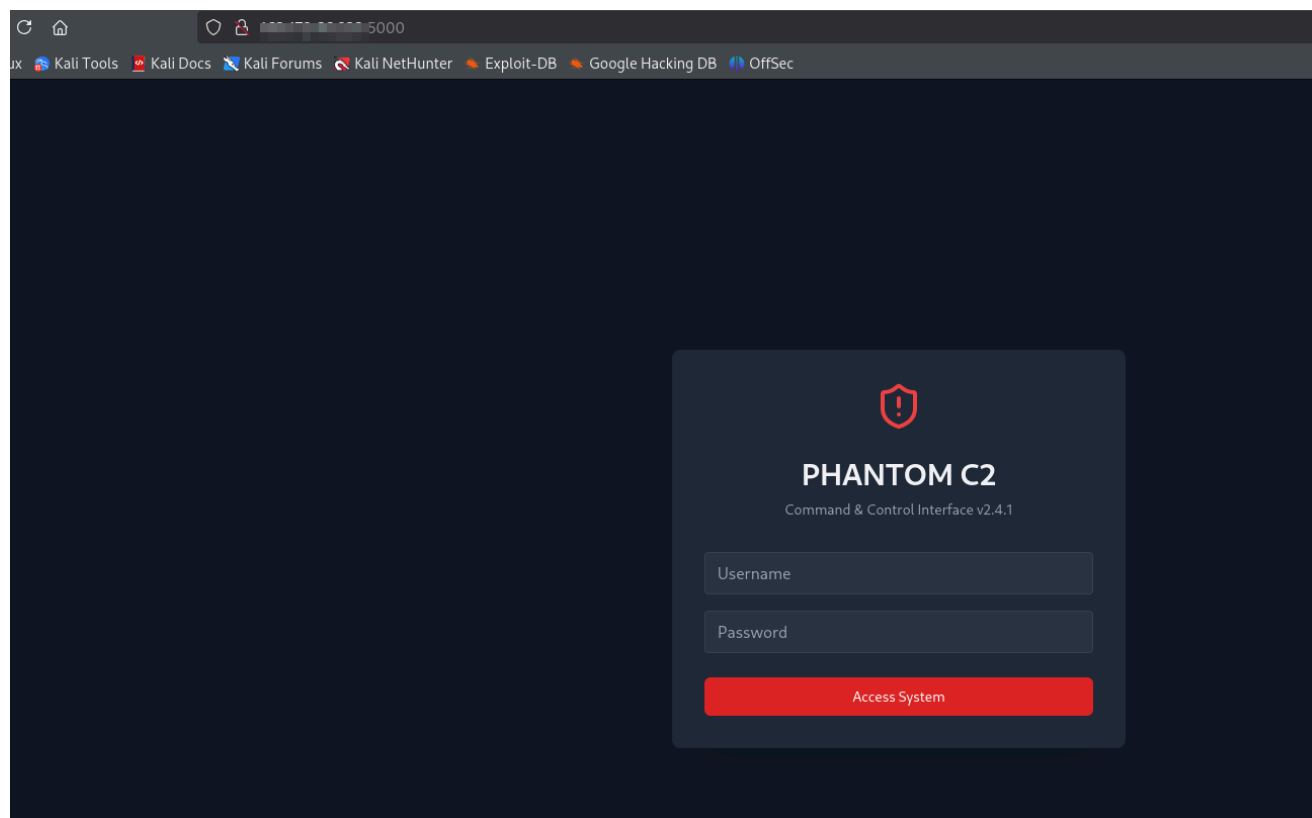 5000
ux Kali Tools Kali Docs Kali Forums Kali NetHunter Exploit-DB Google Hacking DB OffSec
PHANTOM C2
Command & Control Interface v2.4.1
Username
Password
Access System